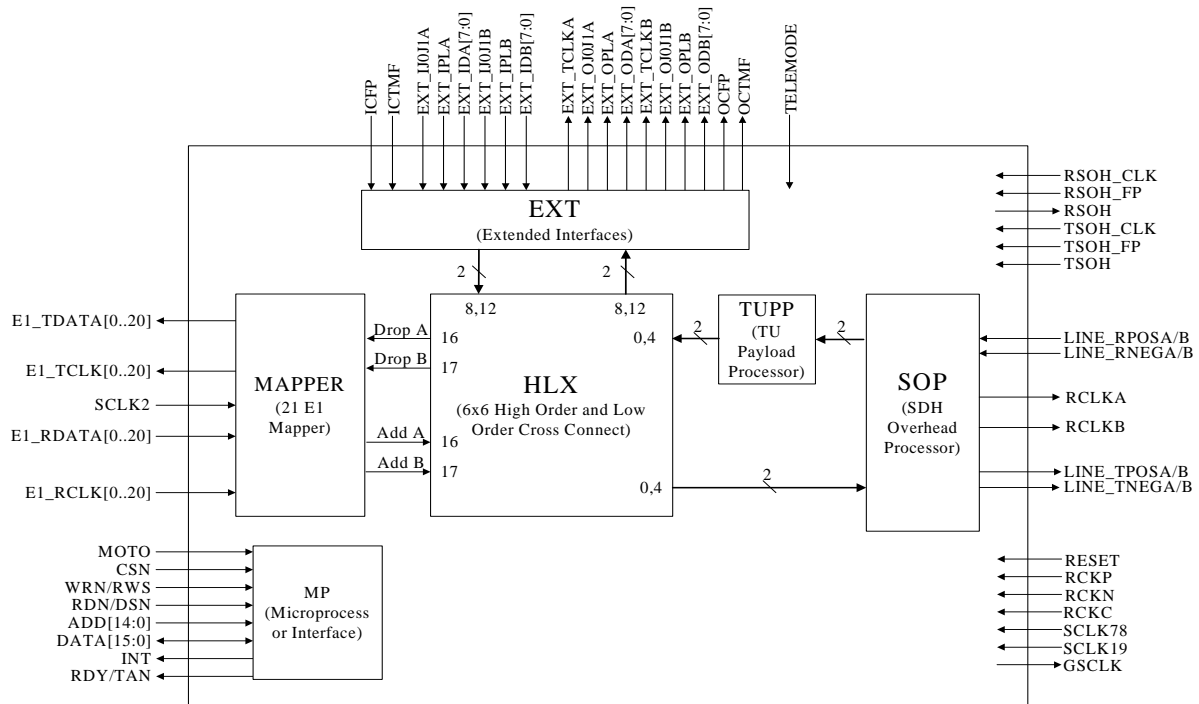 ICFP
ICTMF
EXT_IJ0J1A
EXT_IPLA
EXT_IDA[7:0]
EXT_IJ0J1B
EXT_IPLB
EXT_IDB[7:0]
EXT_TCLKA
EXT_OJ0J1A
EXT_OPLA
EXT_ODA[7:0]
EXT_TCLKB
EXT_OJ0J1B
EXT_OPLB
EXT_ODB[7:0]
OCFP
OCTMF
TELEMODE
EXT
(Extended Interfaces)
2
2
8,12
8,12
E1_TDATA[0..20]
E1_TCLK[0..20]
SCLK2
E1_RDATA[0..20]
E1_RCLK[0..20]
MAPPER
(21 E1
Mapper)
Drop A
Drop B
Add A
Add B
16
17
16
17
HLX
(6x6 High Order and Low
Order Cross Connect)
0,4
0,4
2
TUPP
(TU
Payload
Processor)
2
2
SOP
(SDH
Overhead
Processor)
RSOH_CLK
RSOH_FP
RSOH
TSOH_CLK
TSOH_FP
TSOH
LINE_RPOSA/B
LINE_RNEGA/B
RCLKA
RCLKB
LINE_TPOSA/B
LINE_TNEGA/B
MOTO
CSN
WRN/RWS
RDN/DSN
ADD[14:0]
DATA[15:0]
INT
RDY/TAN
MP
(Microprocess
or Interface)
RESET
RCKP
RCKN
RCKC
SCLK78
SCLK19
GSCLK